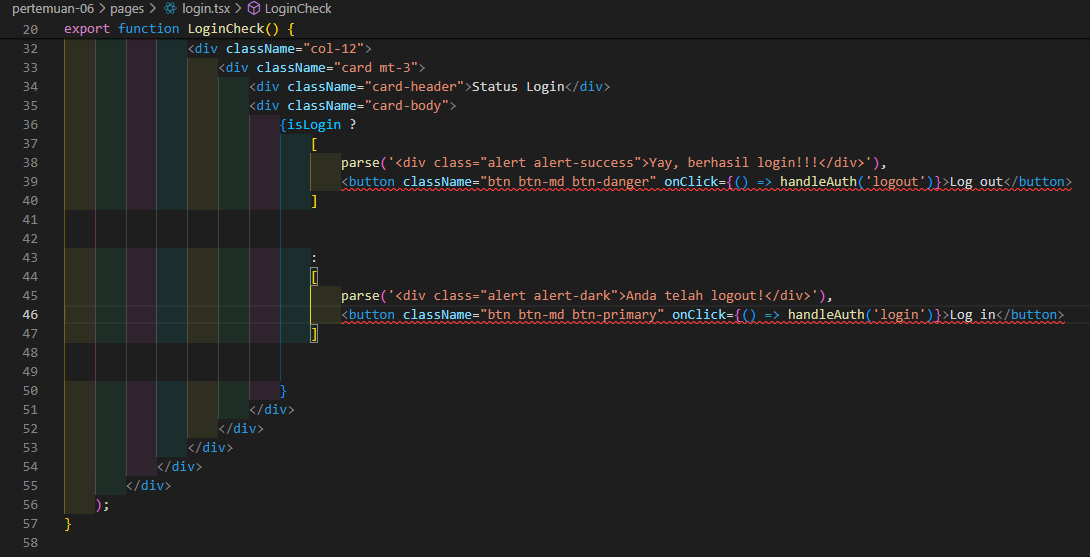 pertemuan-06 > pages > login.tsx > LoginCheck
20 export function LoginCheck() {
32 <div className="col-12">
33 <div className="card mt-3">
34 <div className="card-header">Status Login</div>
35 <div className="card-body">
36 {isLogin ?
37 [
38 parse('<div class="alert alert-success">Yay, berhasil login!!!</div>'),
39 <button className="btn btn-md btn-danger" onClick={() => handleAuth('logout')}>Log out</button>
40 ]
41
42
43 :
44 [
45 parse('<div class="alert alert-dark">Anda telah logout!</div>'),
46 <button className="btn btn-md btn-primary" onClick={() => handleAuth('login')}>Log in</button>
47 ]
48
49
50 }
51 </div>
52 </div>
53 </div>
54 </div>
55 </div>
56 );
57 }
58